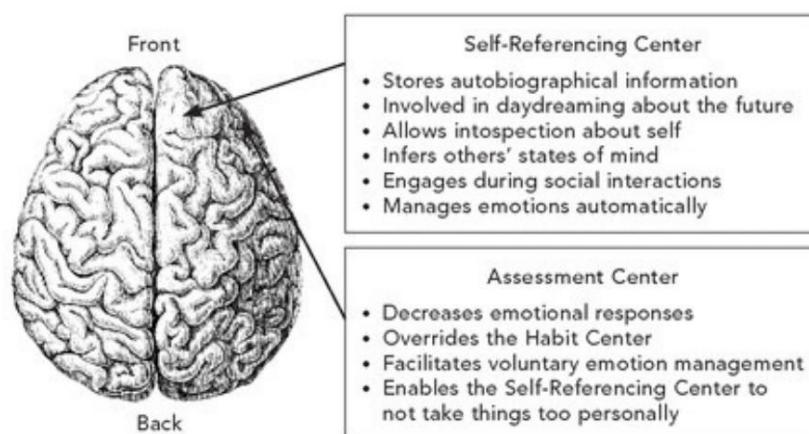 Front
Self-Referencing Center
• Stores autobiographical information
• Involved in daydreaming about the future
• Allows intospection about self
• Infers others' states of mind
• Engages during social interactions
• Manages emotions automatically
Assessment Center
• Decreases emotional responses
• Overrides the Habit Center
• Facilitates voluntary emotion management
• Enables the Self-Referencing Center to
not take things too personally
Back